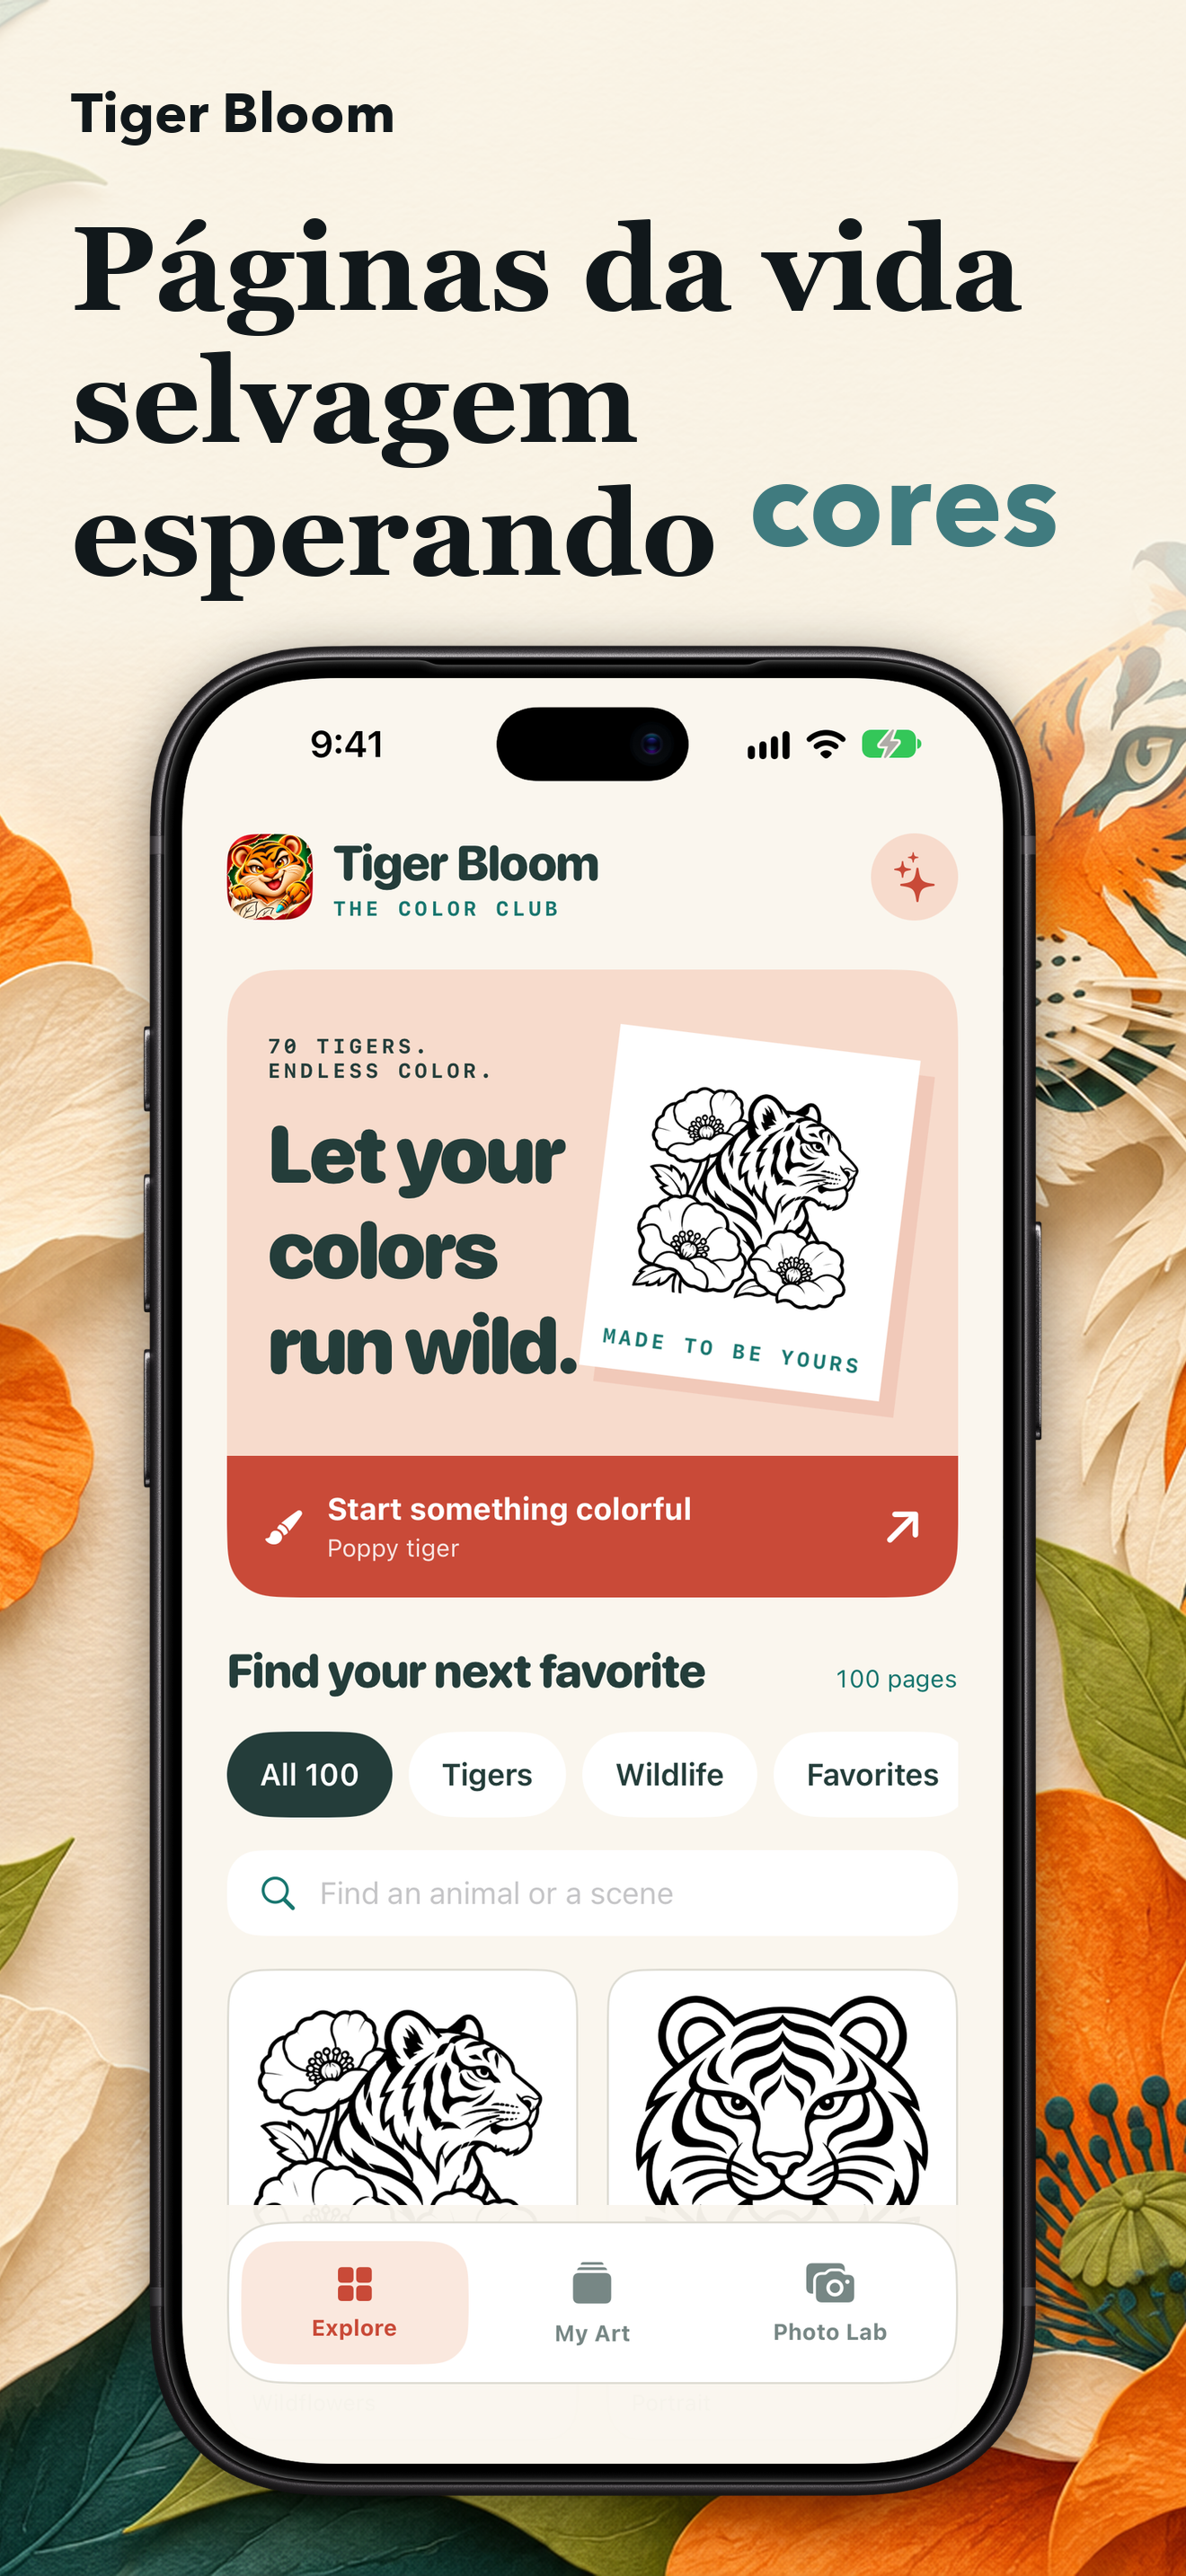 Tiger Bloom
Páginas da vida
selvagem
esperando cores
9:41
Tiger Bloom
THE COLOR CLUB
70 TIGERS.
ENDLESS COLOR.
Let your
colors
run wild.
MADE TO BE YOURS
Start something colorful
Poppy tiger
Find your next favorite
100 pages
All 100
Tigers
Wildlife
Favorites
Find an animal or a scene
Explore
My Art
Photo Lab
Wildflowers
Portrait